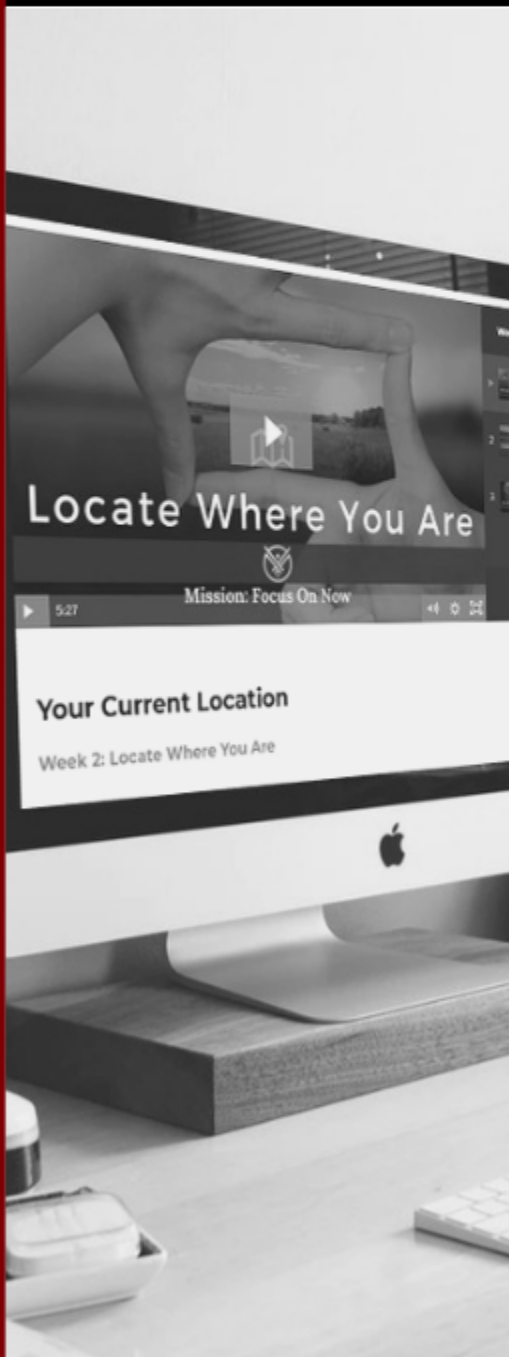 Locate Where You Are
Mission: Focus On Now
5:27
Your Current Location
Week 2: Locate Where You Are
2